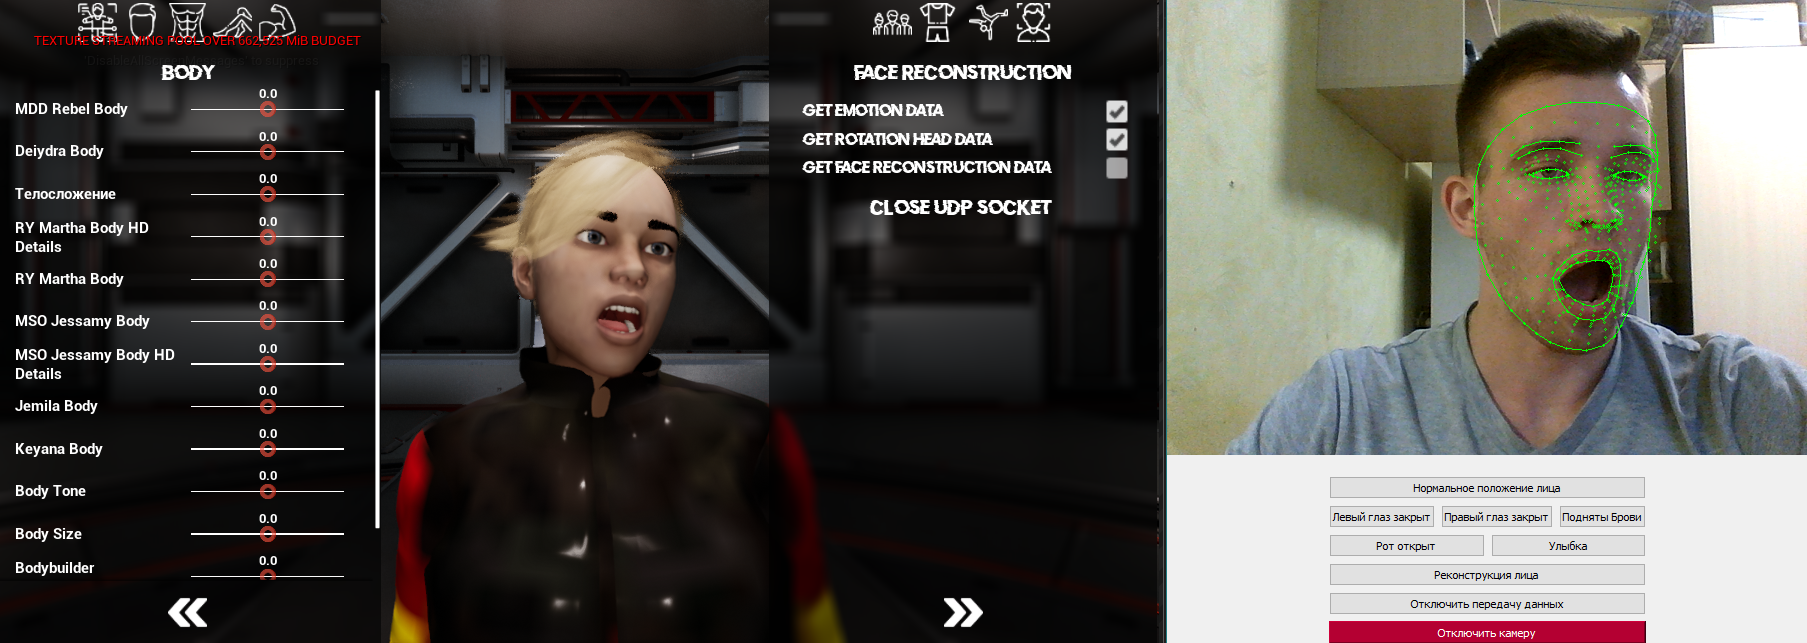 TEXTURE STREAMING POOL OVER 662,525 MiB BUDGET
BODY
0.0
MDD Rebel Body
0.0
Deiydra Body
0.0
Телосложение
0.0
RY Martha Body HD
Details
0.0
RY Martha Body
0.0
MSO Jessamy Body
0.0
MSO Jessamy Body HD
Details
0.0
Jemila Body
0.0
Keyana Body
0.0
Body Tone
0.0
Body Size
0.0
Bodybuilder
FACE RECONSTRUCTION
GET EMOTION DATA
GET ROTATION HEAD DATA
GET FACE RECONSTRUCTION DATA
CLOSE UDP SOCKET
Нормальное положение лица
Левый глаз закрыт Правый глаз закрыт Подняты Брови
Рот открыт Улыбка
Реконструкция лица
Отключить передачу данных
Отключить камеру